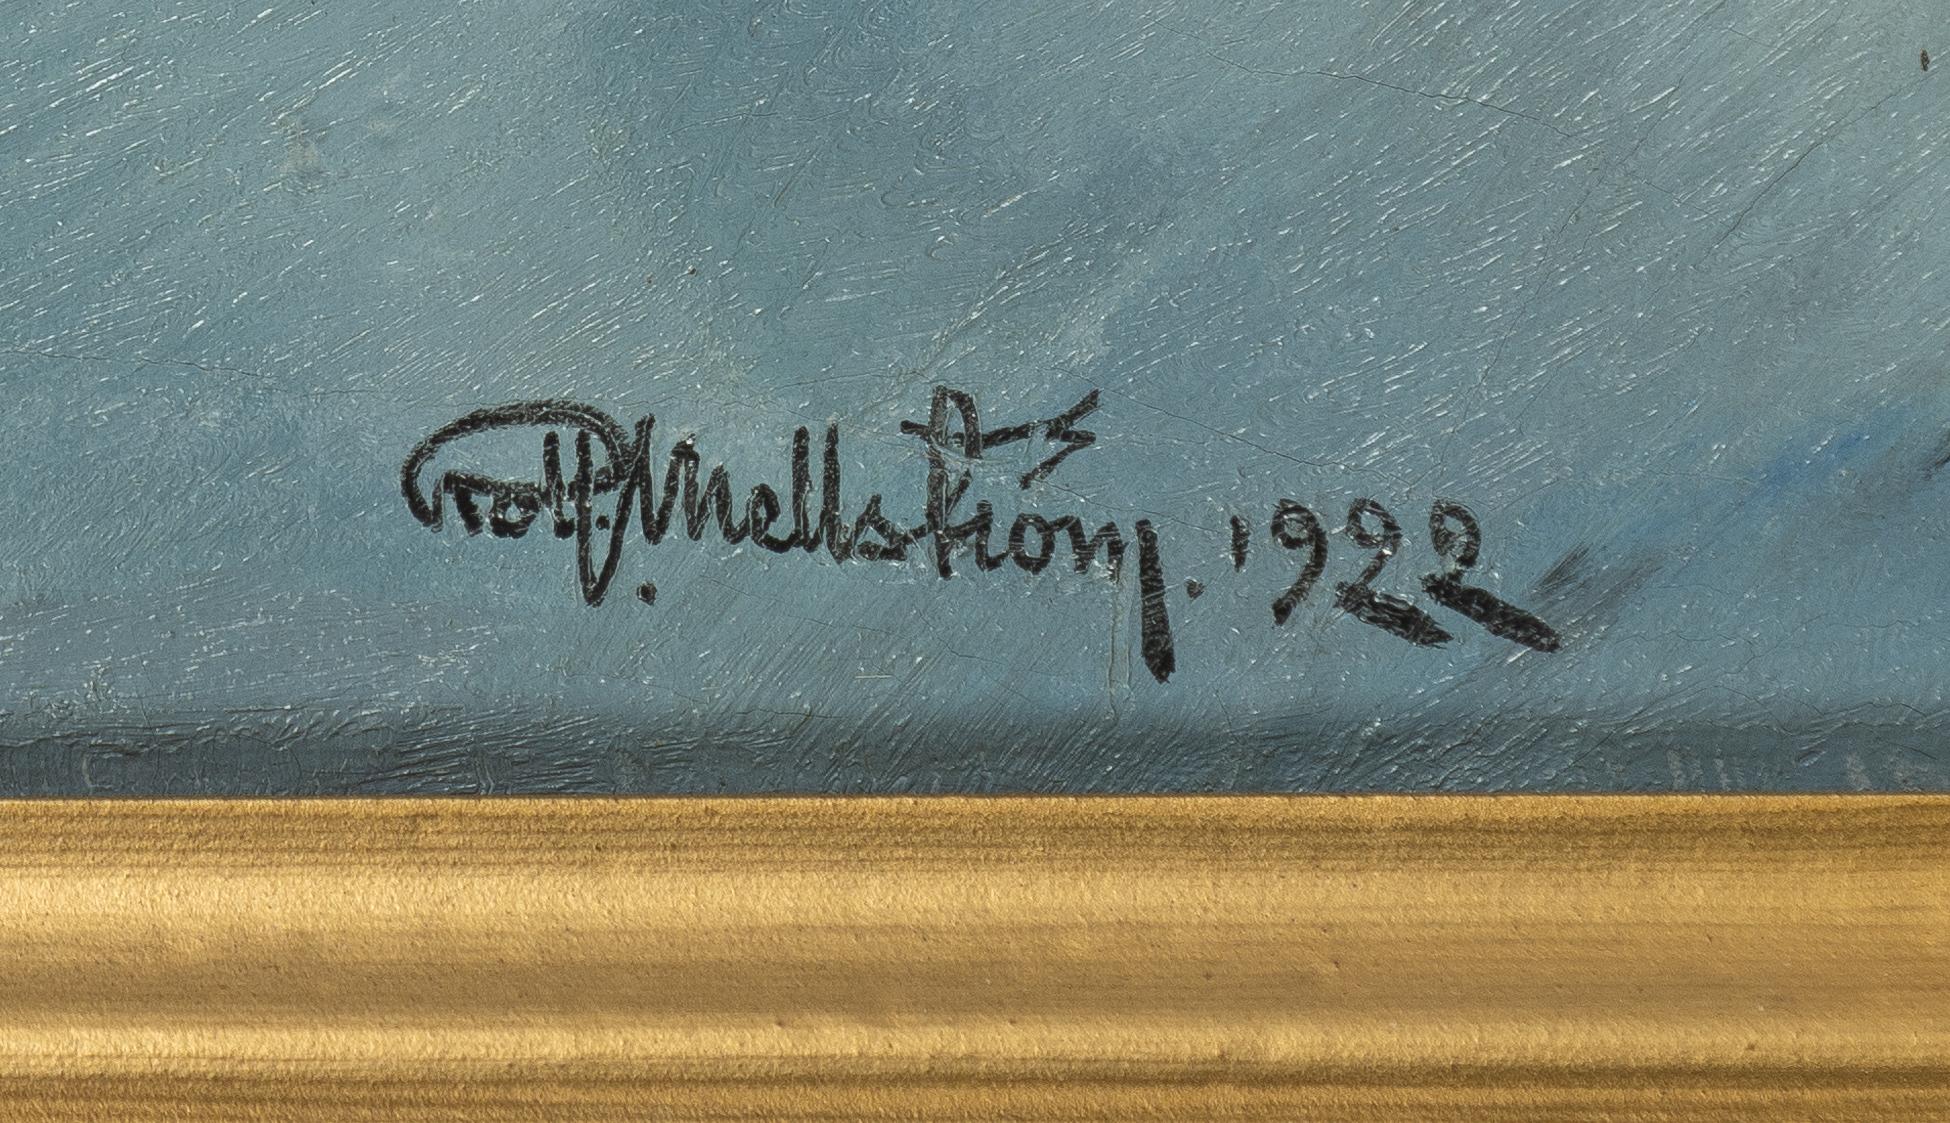 Rolf. Mellström. 1922